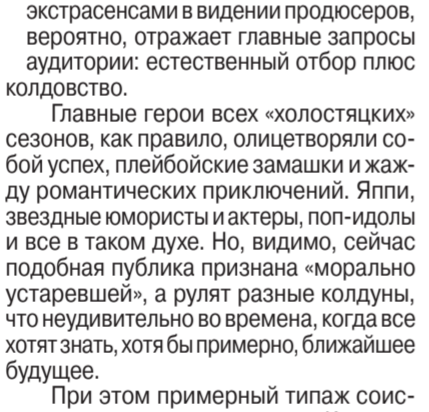 экстрасенсами в видении продюсеров,
вероятно, отражает главные запросы
аудитории: естественный отбор плюс
колдовство.
Главные герои всех «холостяцких»
сезонов, как правило, олицетворяли со-
бой успех, плейбойские замашки и жаж-
ду романтических приключений. Яппи,
звездные юмористы и актеры, поп-идолы
и все в таком духе. Но, видимо, сейчас
подобная публика признана «морально
устаревшей», а рулят разные колдуны,
что неудивительно во времена, когда все
хотят знать, хотя бы примерно, ближайшее
будущее.
При этом примерный типаж соис-